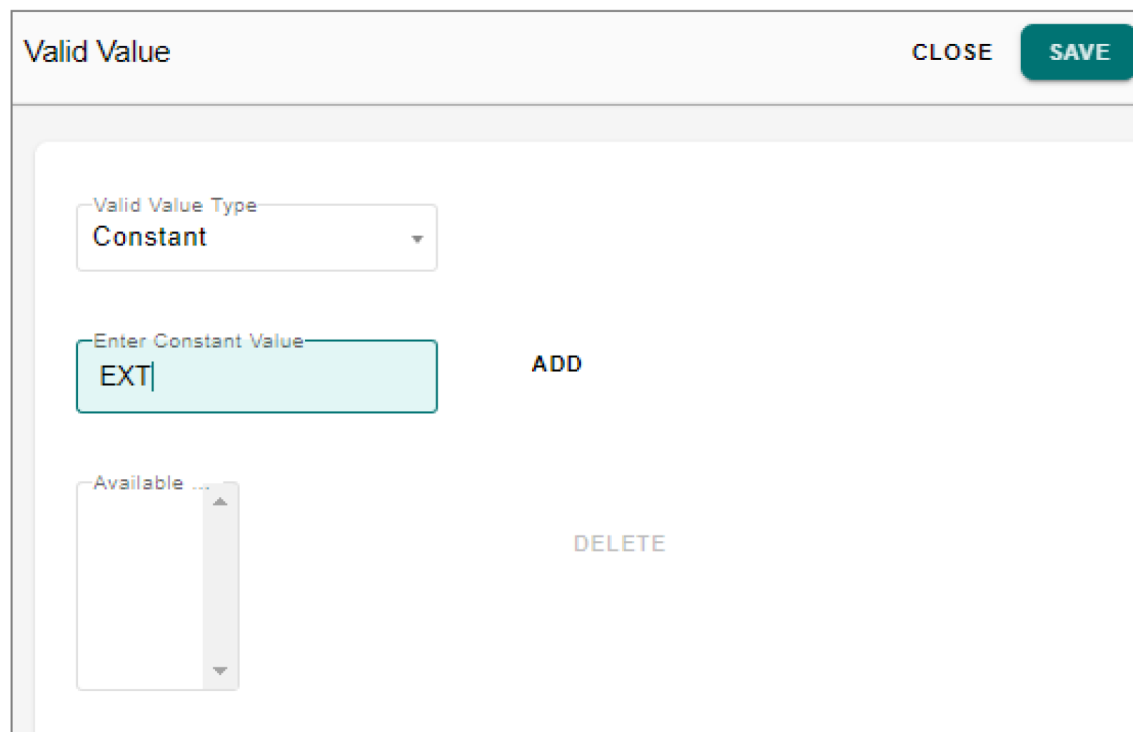 Valid Value
CLOSE
SAVE
Valid Value Type
Constant
Enter Constant Value
EXT
ADD
Available ...
DELETE